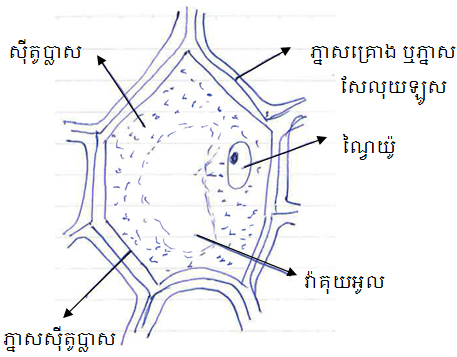 ស៊ីតូប្លាស
ភ្នាសគ្រោង ឬភ្នាស
សែលុយឡូស
ណ្វៃយ៉ូ
វ៉ាគុយអូល
ភ្នាសស៊ីតូប្លាស